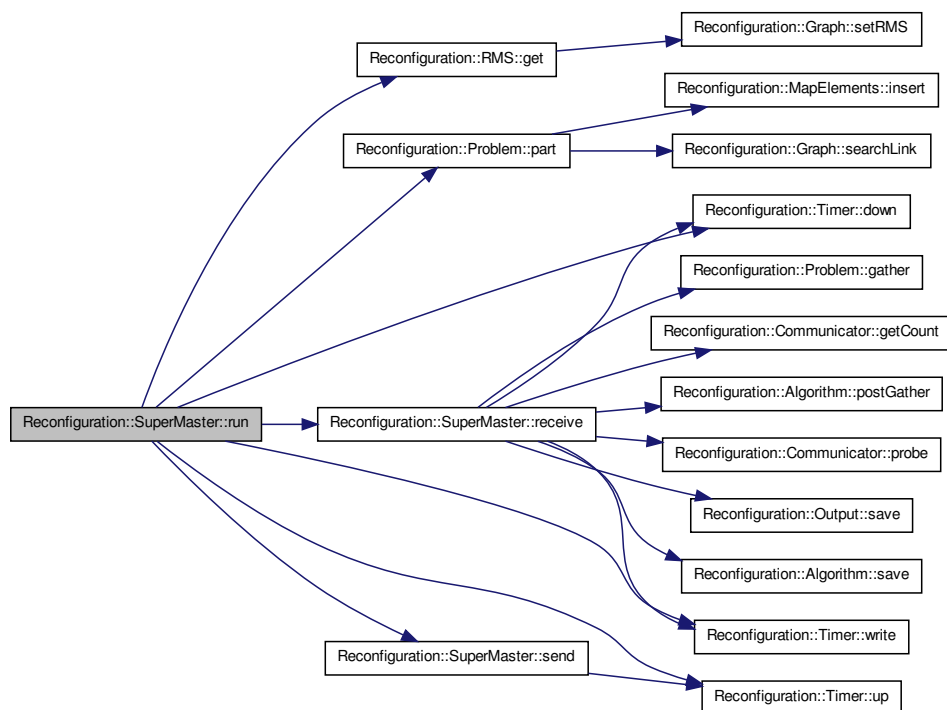 Reconfiguration::Graph::setRMS
Reconfiguration::RMS::get
Reconfiguration::MapElements::insert
Reconfiguration::Problem::part
Reconfiguration::Graph::searchLink
Reconfiguration::Timer::down
Reconfiguration::Problem::gather
Reconfiguration::Communicator::getCount
Reconfiguration::Algorithm::postGather
Reconfiguration::SuperMaster::run
Reconfiguration::SuperMaster::receive
Reconfiguration::Communicator::probe
Reconfiguration::Output::save
Reconfiguration::Algorithm::save
Reconfiguration::Timer::write
Reconfiguration::SuperMaster::send
Reconfiguration::Timer::up